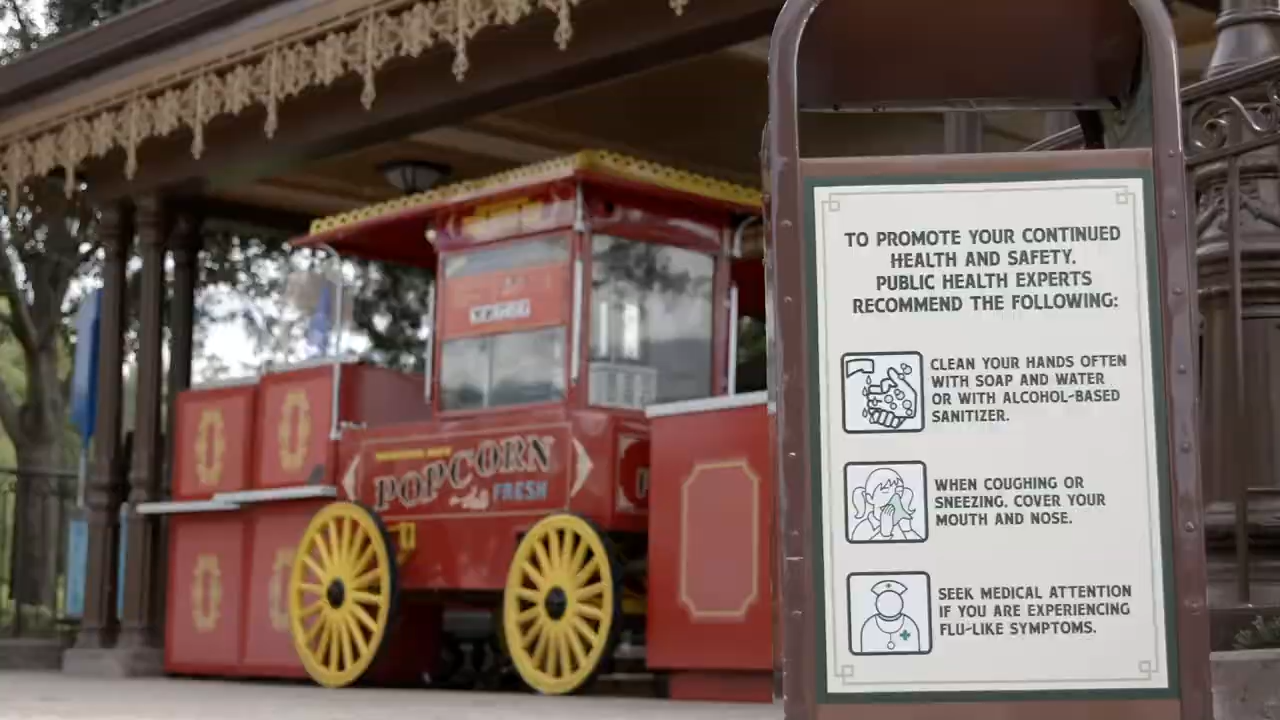 POPCORN
FRESH
TO PROMOTE YOUR CONTINUED
HEALTH AND SAFETY.
PUBLIC HEALTH EXPERTS
RECOMMEND THE FOLLOWING:
CLEAN YOUR HANDS OFTEN
WITH SOAP AND WATER
OR WITH ALCOHOL-BASED
SANITIZER.
WHEN COUGHING OR
SNEEZING, COVER YOUR
MOUTH AND NOSE.
SEEK MEDICAL ATTENTION
IF YOU ARE EXPERIENCING
FLU-LIKE SYMPTOMS.